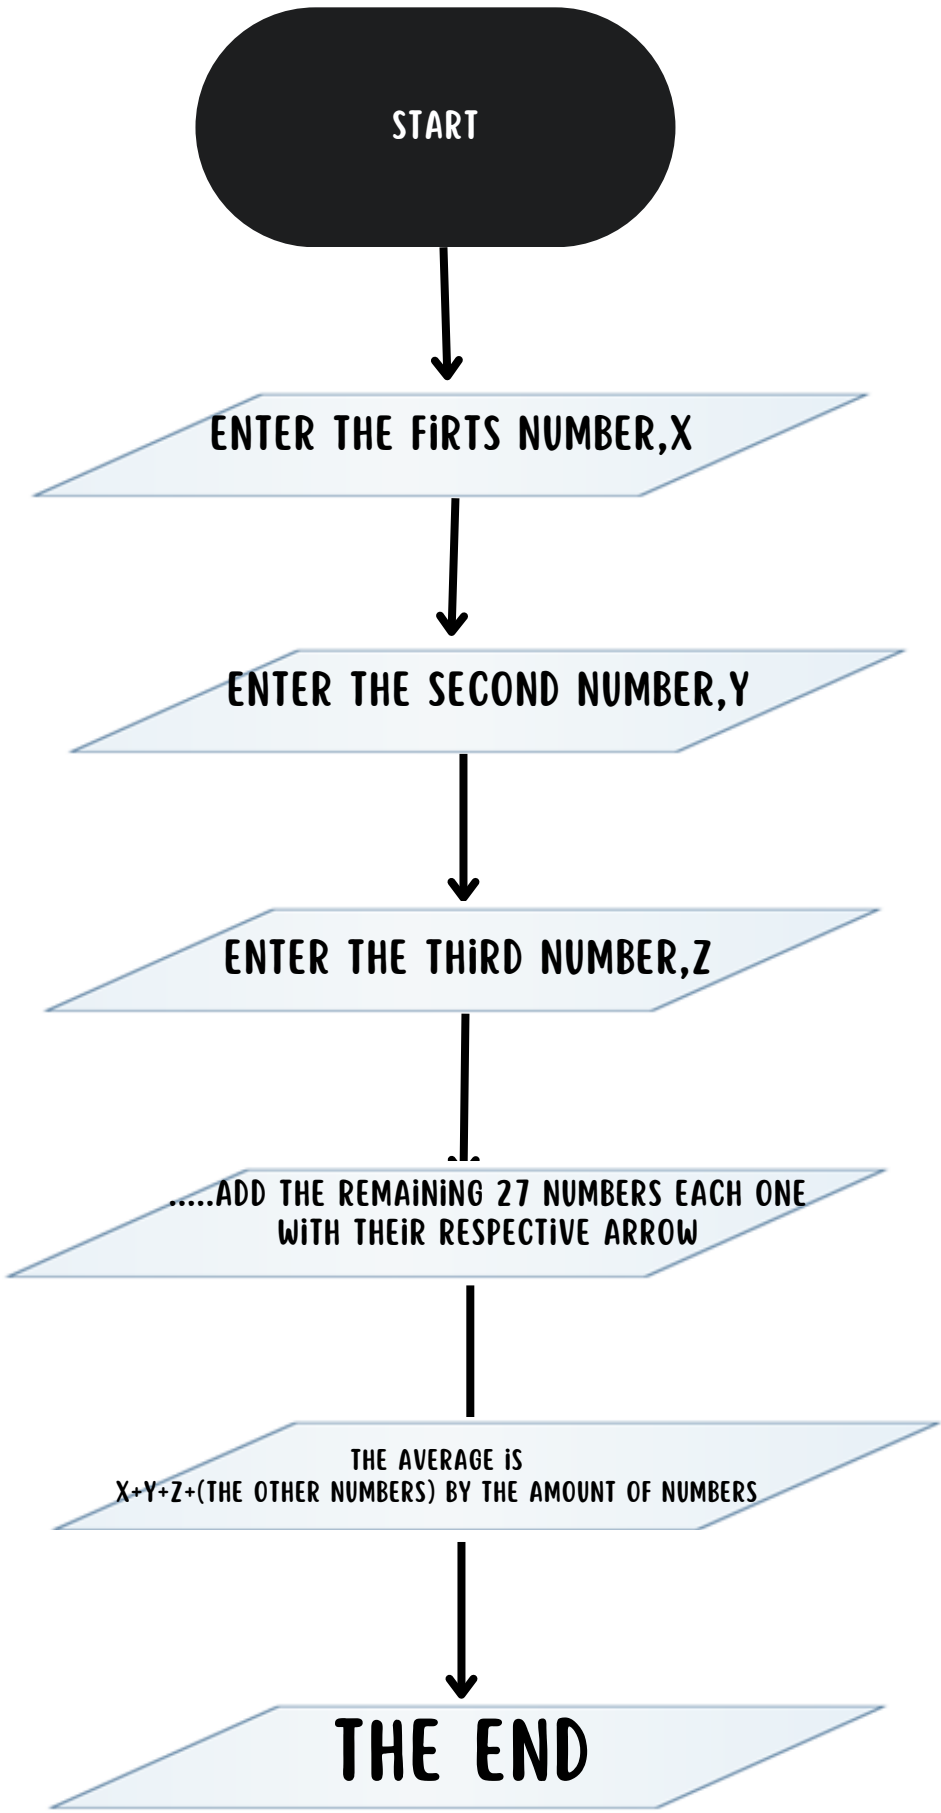 START
ENTER THE FiRTS NUMBER,X
ENTER THE SECOND NUMBER,Y
ENTER THE THiRD NUMBER,Z
.....ADD THE REMAiNiNG 27 NUMBERS EACH ONE
WiTH THEiR RESPECTiVE ARROW
THE AVERAGE iS
X+Y+Z+(THE OTHER NUMBERS) BY THE AMOUNT OF NUMBERS
THE END